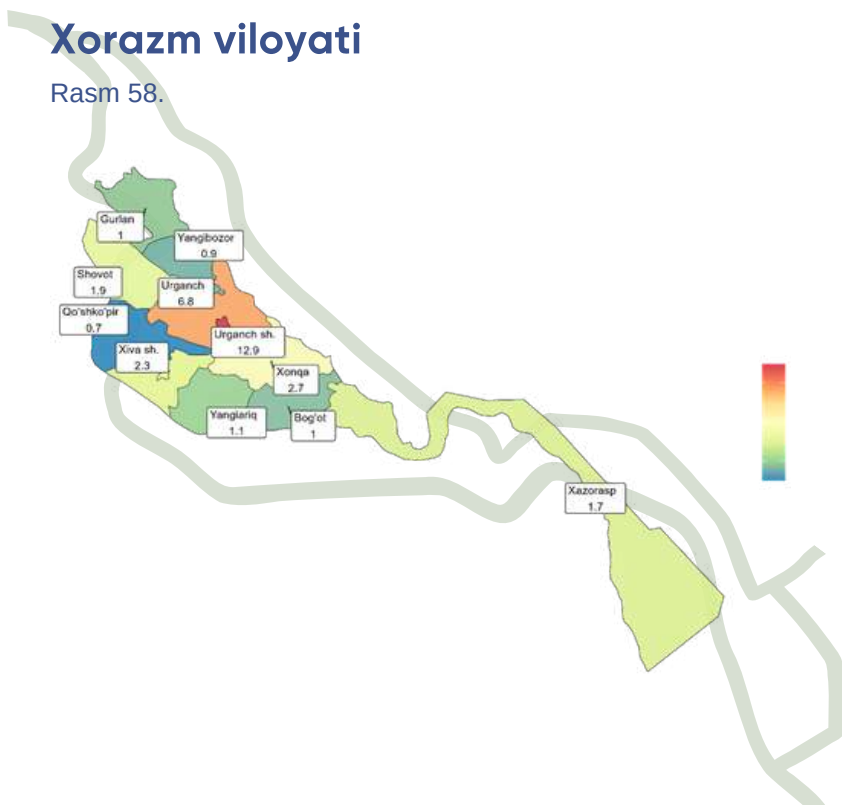 Xorazm viloyati
Rasm 58.
Gurlan
1
Yangibozor
0.9
Shovot
1.9
Urganch
6.8
Qo'shko'pir
0.7
Urganch sh.
12.9
Xiva sh.
2.3
Xonqa
2.7
Yangiariq
1.1
Bog'ot
1
Xazorasp
1.7